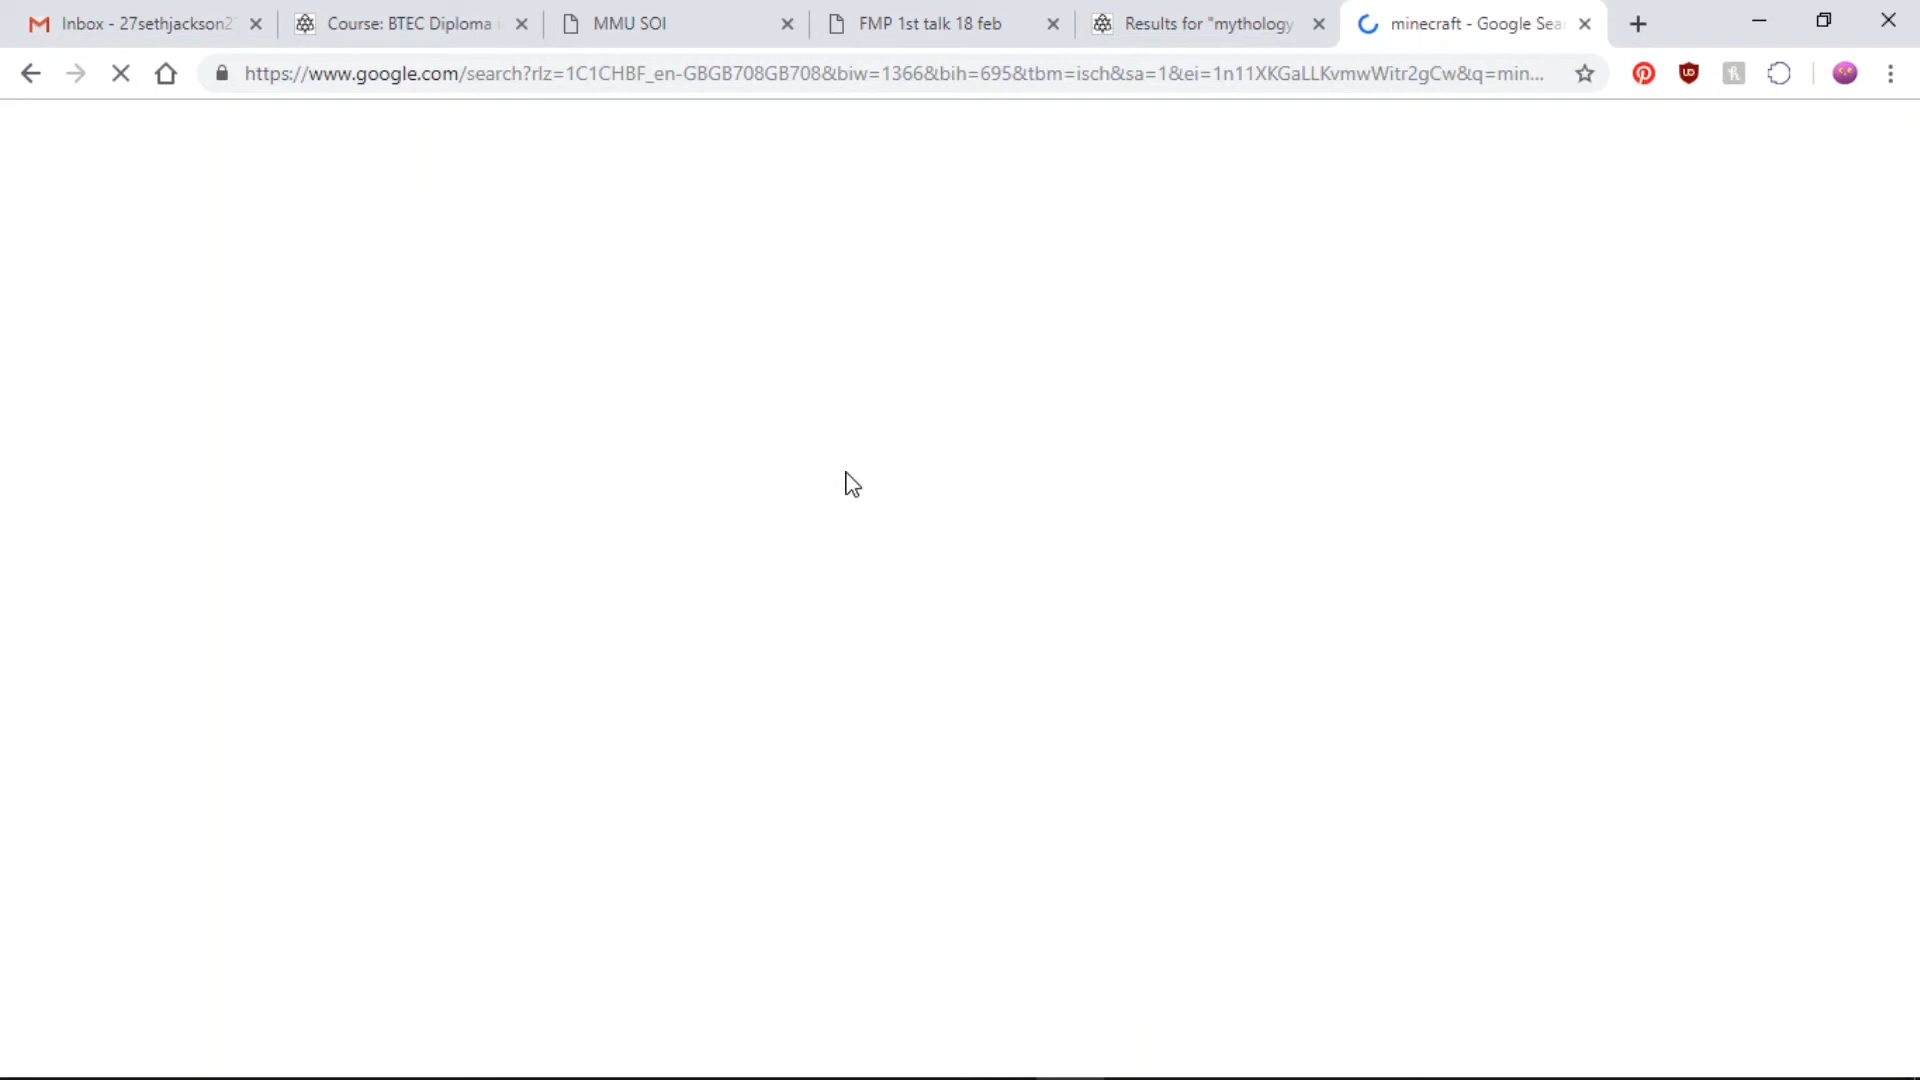 Inbox - 27sethjackson2
Course: BTEC Diploma i
MMU SOI
FMP 1st talk 18 feb
Results for "mythology
minecraft - Google Sear
https://www.google.com/search?rlz=1C1CHBF_en-GBGB708GB708&biw=1366&bih=695&tbm=isch&sa=1&ei=1n11XKGaLLKvmwWitr2gCw&q=min...